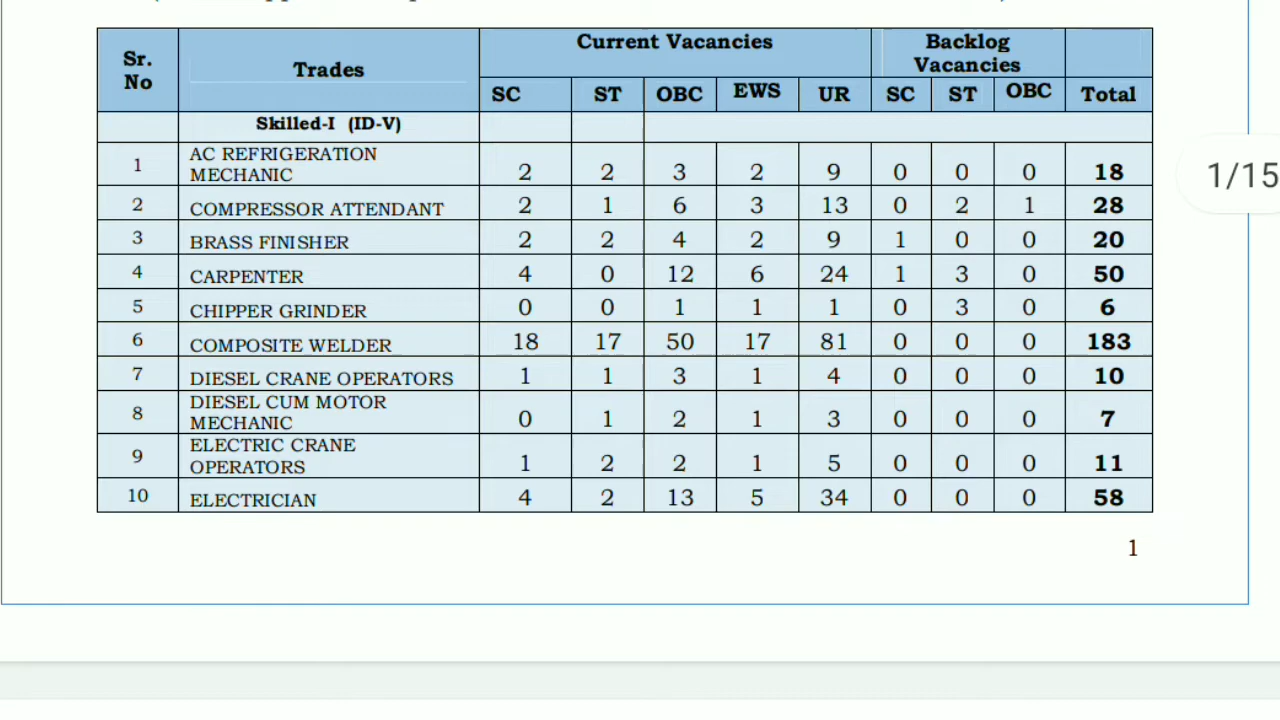 Current Vacancies Backlog Vacancies
Sr. No Trades SC ST OBC EWS UR SC ST OBC Total
Skilled-I (ID-V)
1 AC REFRIGERATION MECHANIC 2 2 3 2 9 0 0 0 18
2 COMPRESSOR ATTENDANT 2 1 6 3 13 0 2 1 28
3 BRASS FINISHER 2 2 4 2 9 1 0 0 20
4 CARPENTER 4 0 12 6 24 1 3 0 50
5 CHIPPER GRINDER 0 0 1 1 1 0 3 0 6
6 COMPOSITE WELDER 18 17 50 17 81 0 0 0 183
7 DIESEL CRANE OPERATORS 1 1 3 1 4 0 0 0 10
8 DIESEL CUM MOTOR MECHANIC 0 1 2 1 3 0 0 0 7
9 ELECTRIC CRANE OPERATORS 1 2 2 1 5 0 0 0 11
10 ELECTRICIAN 4 2 13 5 34 0 0 0 58
1/15
1